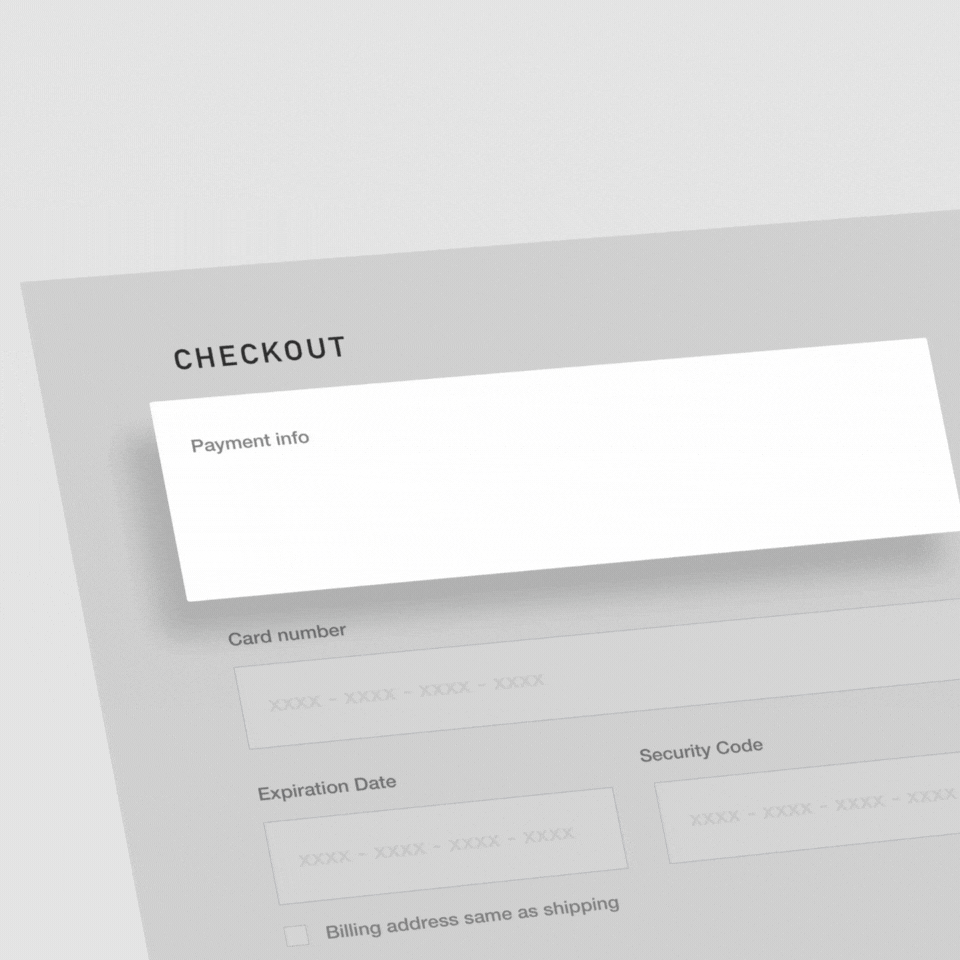 CHECKOUT
Payment info
Card number
xxxx - xxxx - xxxx - xxxx
Expiration Date
Security Code
xxxx - xxxx - xxxx - xxxx
xxxx - xxxx - xxxx - xxxx
Billing address same as shipping